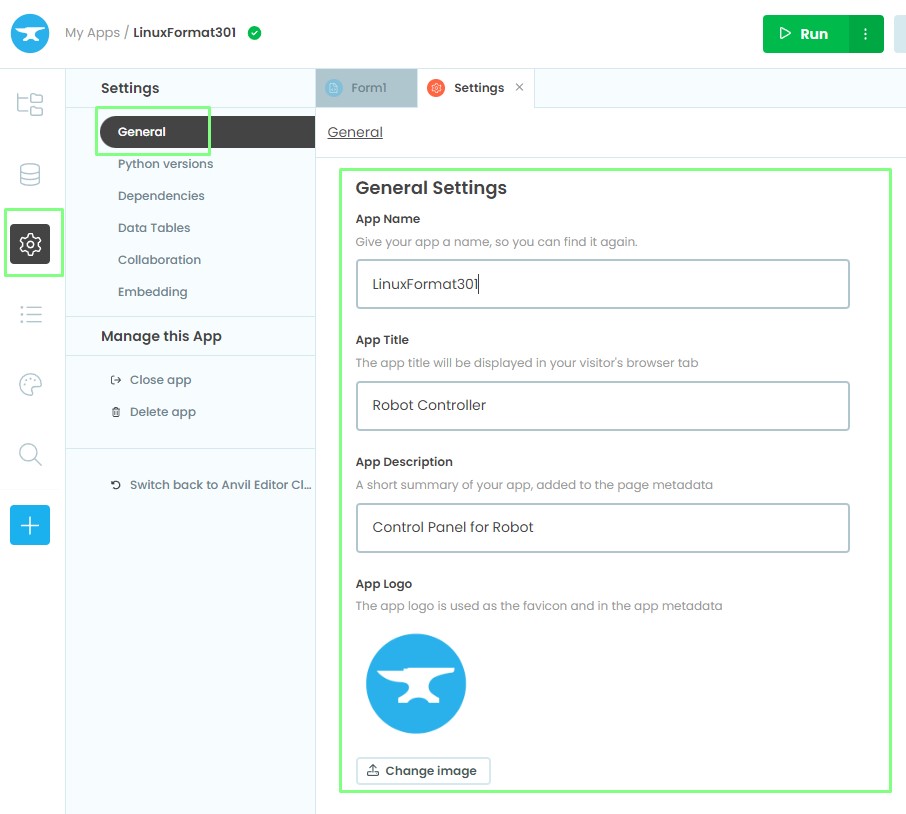 My Apps / LinuxFormat301
Run
Settings
General
Python versions
Dependencies
Data Tables
Collaboration
Embedding
Manage this App
Close app
Delete app
Switch back to Anvil Editor Cl...
Form1
Settings
General
General Settings
App Name
Give your app a name, so you can find it again.
LinuxFormat301
App Title
The app title will be displayed in your visitor's browser tab
Robot Controller
App Description
A short summary of your app, added to the page metadata
Control Panel for Robot
App Logo
The app logo is used as the favicon and in the app metadata
Change image